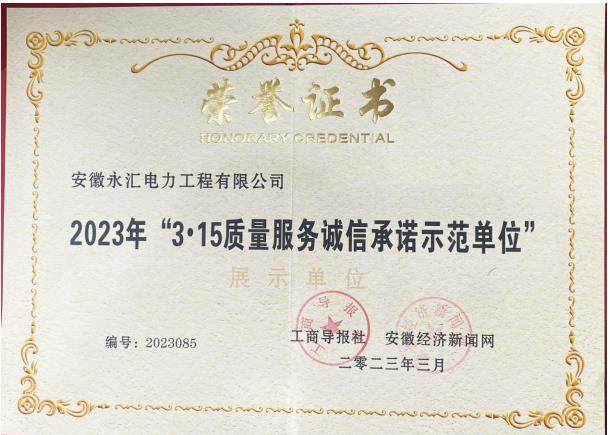 荣誉证书
HONORARY CREDENTIAL
安徽永汇电力工程有限公司
2023年“3·15质量服务诚信承诺示范单位”
展示单位
编号：2023085
工商导报社 安徽经济新闻网
二零二三年三月